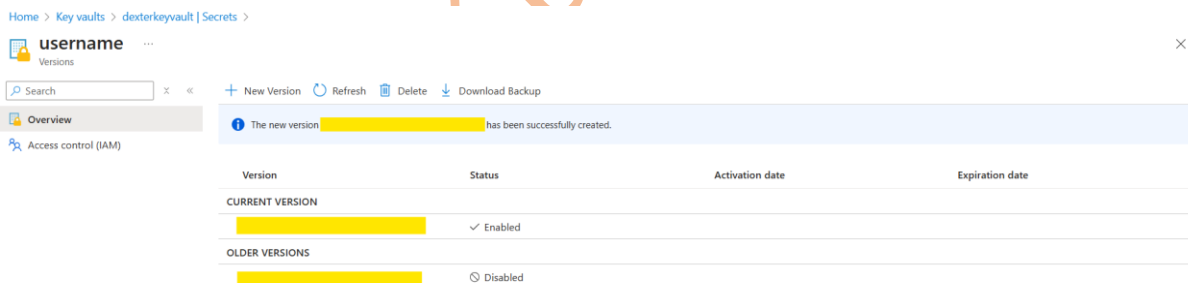 Home > Key vaults > dexterkeyvault | Secrets >
username ...
Versions
Search
New Version Refresh Delete Download Backup
Overview
Access control (IAM)
The new version has been successfully created.
Version Status Activation date Expiration date
CURRENT VERSION
Enabled
OLDER VERSIONS
Disabled